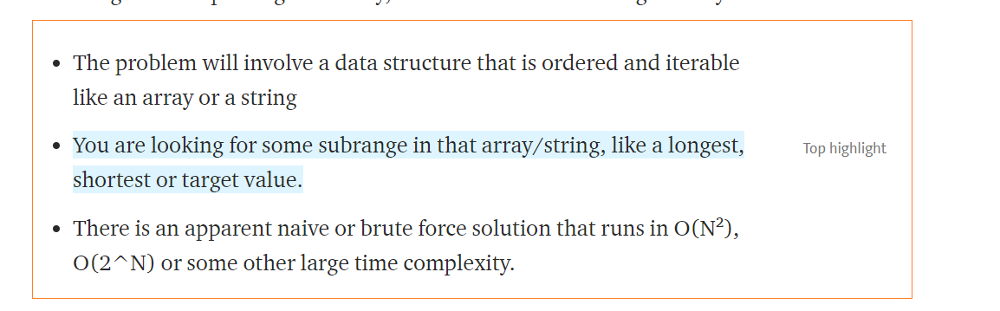 • The problem will involve a data structure that is ordered and iterable
like an array or a string
• You are looking for some subrange in that array/string, like a longest,
shortest or target value.
Top highlight
• There is an apparent naive or brute force solution that runs in O(N²),
O(2^N) or some other large time complexity.